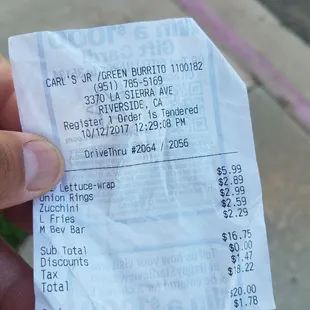 CARL'S JR /GREEN BURRITO 1100182
(951) 785-5169
3370 LA SIERRA AVE
RIVERSIDE, CA
Register 1 Order is Tendered
10/12/2017 12:29:08 PM
DriveThru #2064 / 2056
Lettuce-wrap $5.99
Onion Rings $2.89
Zucchini $2.99
L Fries $2.59
M Bev Bar $2.29
Sub Total $16.75
Discounts $0.00
Tax $1.47
Total $18.22
$20.00
$1.78